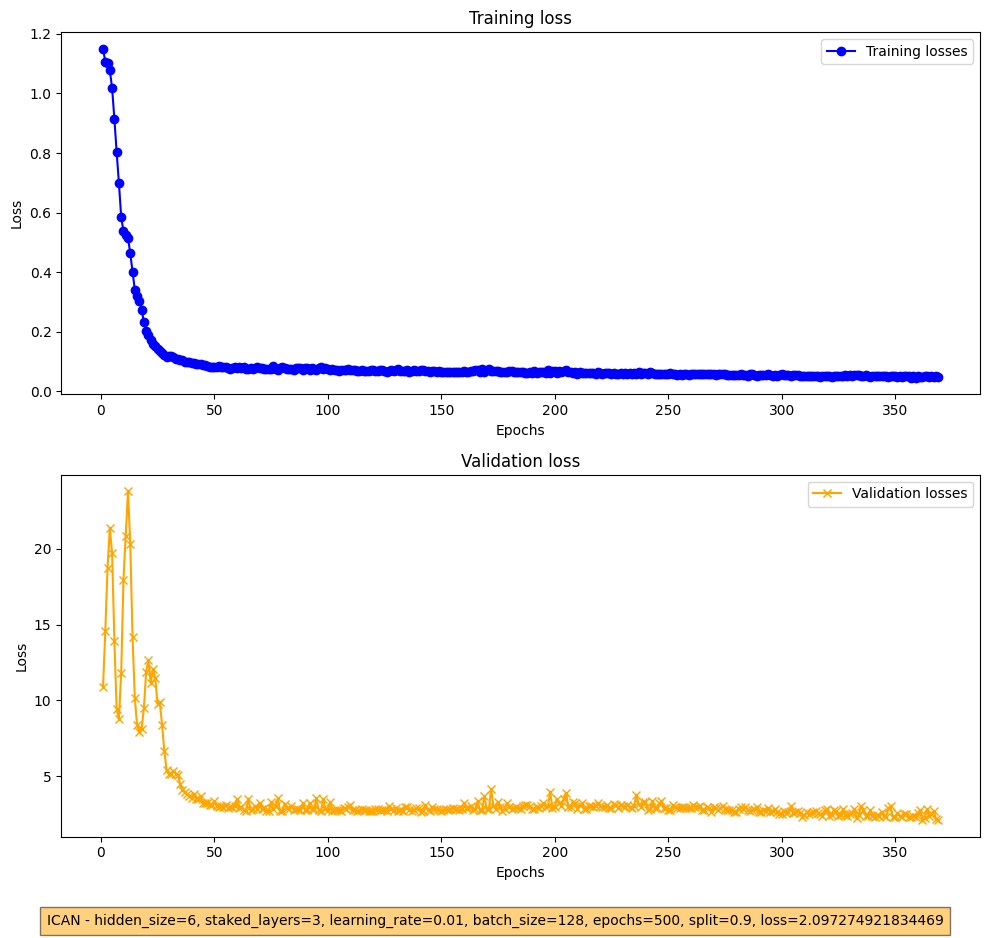 Training loss
Training losses
1.2
1.0
0.8
0.6
0.4
0.2
0.0
Loss
0 50 100 150 200 250 300 350
Epochs
Validation loss
Validation losses
20
15
10
5
Loss
0 50 100 150 200 250 300 350
Epochs
ICAN - hidden_size=6, staked_layers=3, learning_rate=0.01, batch_size=128, epochs=500, split=0.9, loss=2.097274921834469